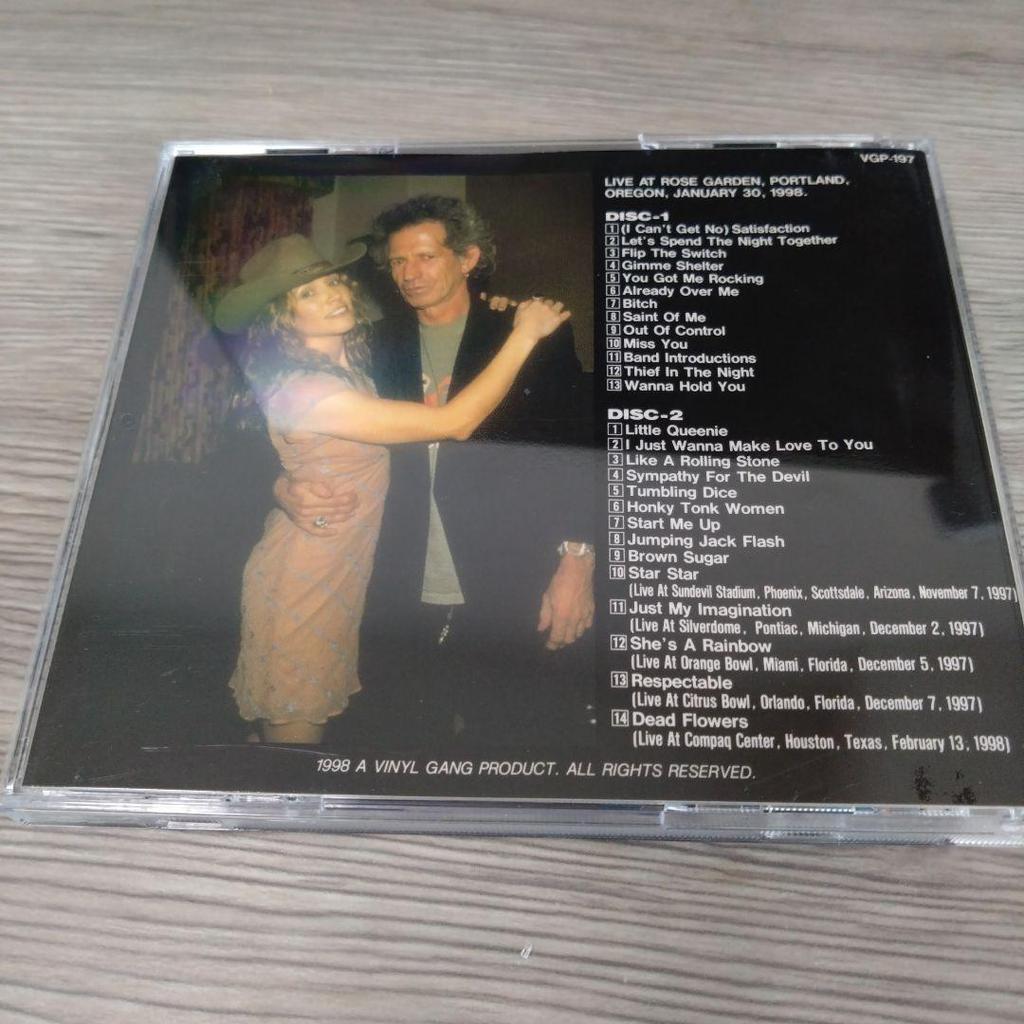 VGP-197
LIVE AT ROSE GARDEN, PORTLAND,
OREGON, JANUARY 30, 1998.
DISC-1
1 (I Can't Get No) Satisfaction
2 Let's Spend The Night Together
3 Flip The Switch
4 Gimme Shelter
5 You Got Me Rocking
6 Already Over Me
7 Bitch
8 Saint Of Me
9 Out Of Control
10 Miss You
11 Band Introductions
12 Thief In The Night
13 Wanna Hold You
DISC-2
1 Little Queenie
2 I Just Wanna Make Love To You
3 Like A Rolling Stone
4 Sympathy For The Devil
5 Tumbling Dice
6 Honky Tonk Women
7 Start Me Up
8 Jumping Jack Flash
9 Brown Sugar
10 Star Star
(Live At Sundevil Stadium, Phoenix, Scottsdale, Arizona, November 7, 1997)
11 Just My Imagination
(Live At Silverdome, Pontiac, Michigan, December 2, 1997)
12 She's A Rainbow
(Live At Orange Bowl, Miami, Florida, December 5, 1997)
13 Respectable
(Live At Citrus Bowl, Orlando, Florida, December 7, 1997)
14 Dead Flowers
(Live At Compaq Center, Houston, Texas, February 13, 1998)
1998 A VINYL GANG PRODUCT. ALL RIGHTS RESERVED.